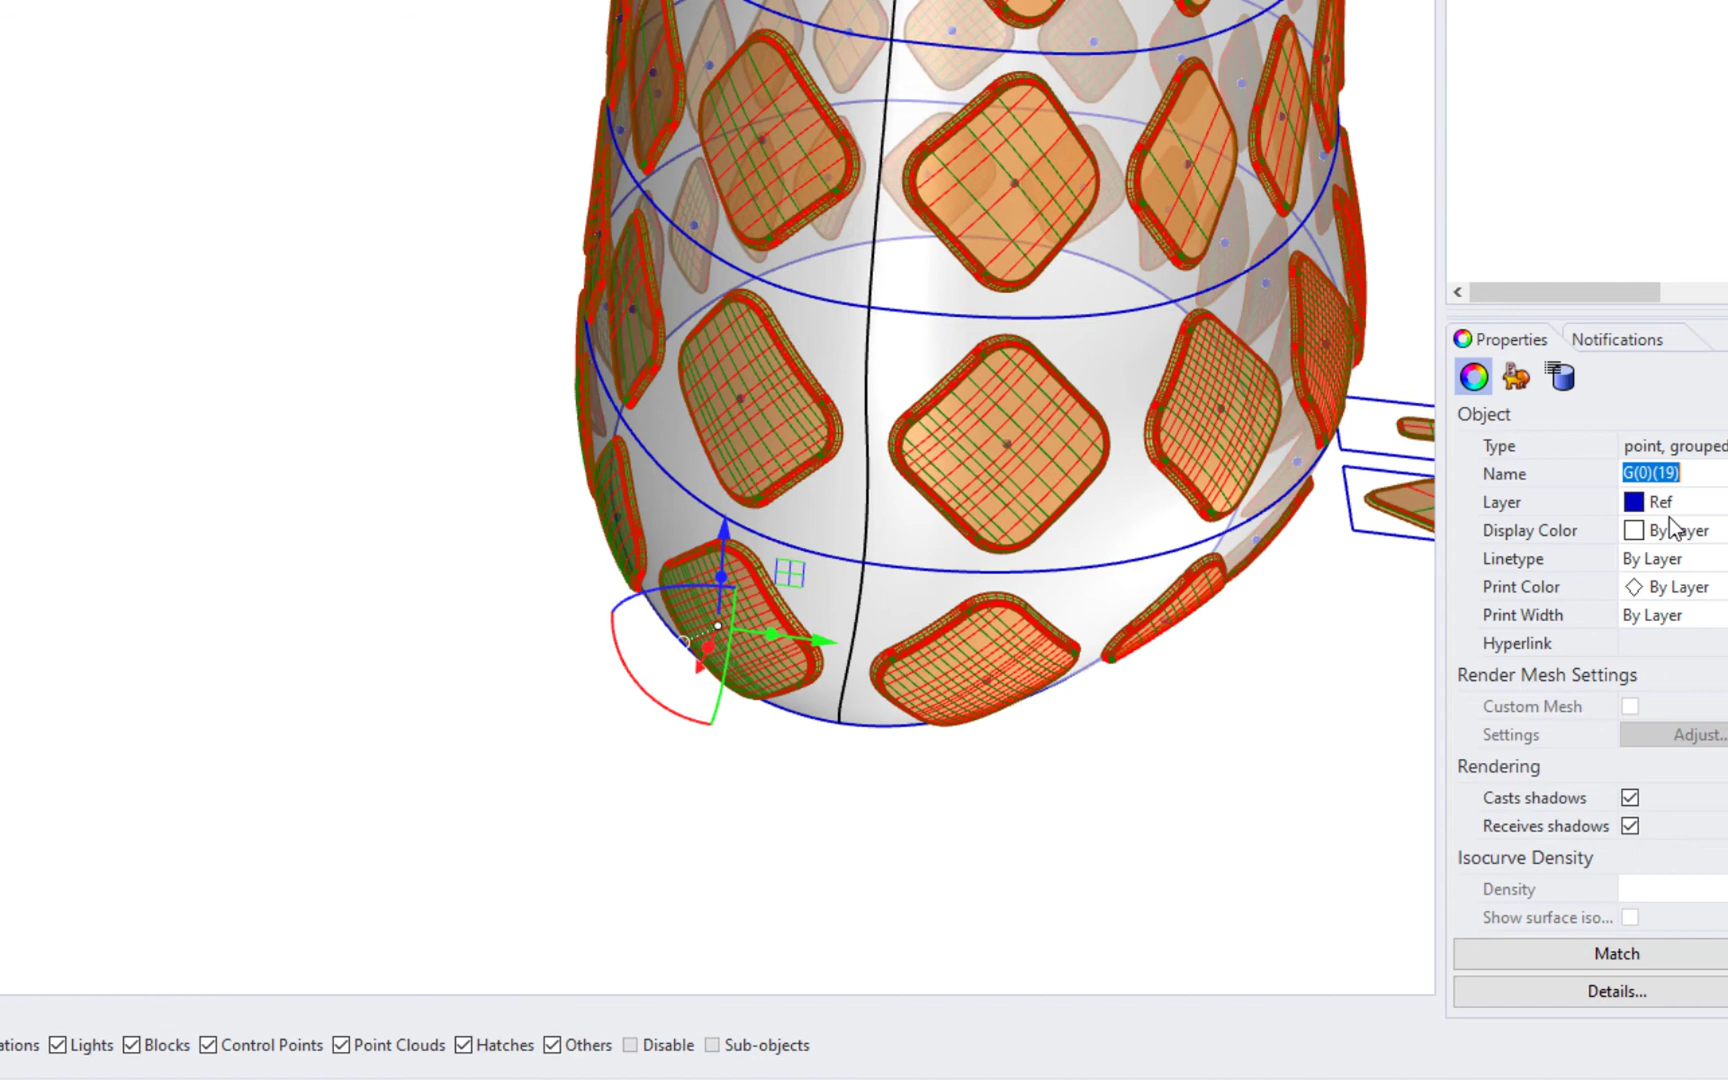 Properties Notifications
Object
Type point, grouped
Name G(0)(19)
Layer Ref
Display Color By Layer
Linetype By Layer
Print Color By Layer
Print Width By Layer
Hyperlink
Render Mesh Settings
Custom Mesh
Settings Adjust...
Rendering
Casts shadows
Receives shadows
Isocurve Density
Density
Show surface iso...
Match
Details...
ations Lights Blocks Control Points Point Clouds Hatches Others Disable Sub-objects